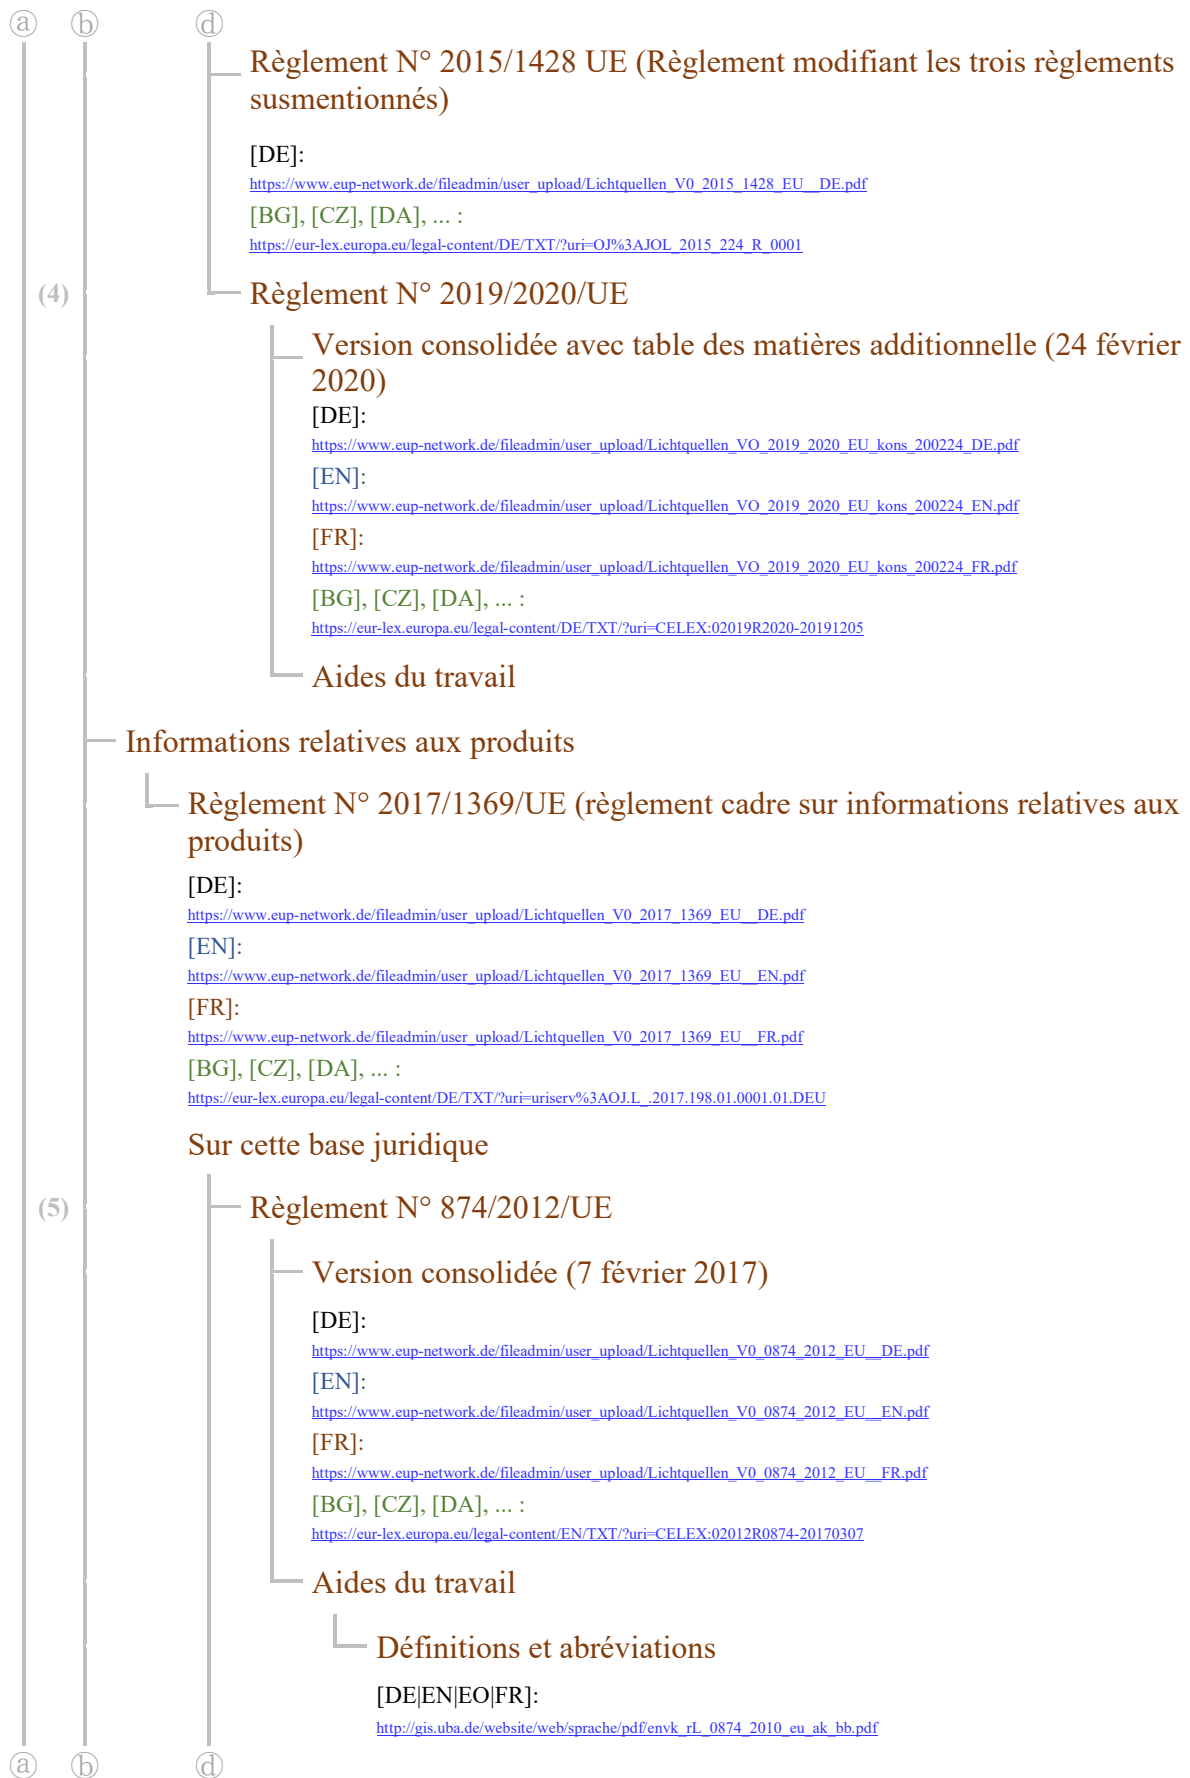 ⓐ ⓑ ⓓ
Règlement N° 2015/1428 UE (Règlement modifiant les trois règlements
susmentionnés)
[DE]:
https://www.eup-network.de/fileadmin/user_upload/Lichtquellen_V0_2015_1428_EU__DE.pdf
[BG], [CZ], [DA], ... :
https://eur-lex.europa.eu/legal-content/DE/TXT/?uri=OJ%3AJOL_2015_224_R_0001
(4) Règlement N° 2019/2020/UE
Version consolidée avec table des matières additionnelle (24 février
2020)
[DE]:
https://www.eup-network.de/fileadmin/user_upload/Lichtquellen_VO_2019_2020_EU_kons_200224_DE.pdf
[EN]:
https://www.eup-network.de/fileadmin/user_upload/Lichtquellen_VO_2019_2020_EU_kons_200224_EN.pdf
[FR]:
https://www.eup-network.de/fileadmin/user_upload/Lichtquellen_VO_2019_2020_EU_kons_200224_FR.pdf
[BG], [CZ], [DA], ... :
https://eur-lex.europa.eu/legal-content/DE/TXT/?uri=CELEX:02019R2020-20191205
Aides du travail
Informations relatives aux produits
Règlement N° 2017/1369/UE (règlement cadre sur informations relatives aux
produits)
[DE]:
https://www.eup-network.de/fileadmin/user_upload/Lichtquellen_V0_2017_1369_EU__DE.pdf
[EN]:
https://www.eup-network.de/fileadmin/user_upload/Lichtquellen_V0_2017_1369_EU__EN.pdf
[FR]:
https://www.eup-network.de/fileadmin/user_upload/Lichtquellen_V0_2017_1369_EU__FR.pdf
[BG], [CZ], [DA], ... :
https://eur-lex.europa.eu/legal-content/DE/TXT/?uri=uriserv%3AOJ.L_.2017.198.01.0001.01.DEU
Sur cette base juridique
(5) Règlement N° 874/2012/UE
Version consolidée (7 février 2017)
[DE]:
https://www.eup-network.de/fileadmin/user_upload/Lichtquellen_V0_0874_2012_EU__DE.pdf
[EN]:
https://www.eup-network.de/fileadmin/user_upload/Lichtquellen_V0_0874_2012_EU__EN.pdf
[FR]:
https://www.eup-network.de/fileadmin/user_upload/Lichtquellen_V0_0874_2012_EU__FR.pdf
[BG], [CZ], [DA], ... :
https://eur-lex.europa.eu/legal-content/EN/TXT/?uri=CELEX:02012R0874-20170307
Aides du travail
Définitions et abréviations
[DE|EN|EO|FR]:
http://gis.uba.de/website/web/sprache/pdf/envk_rL_0874_2010_eu_ak_bb.pdf
ⓐ ⓑ ⓓ